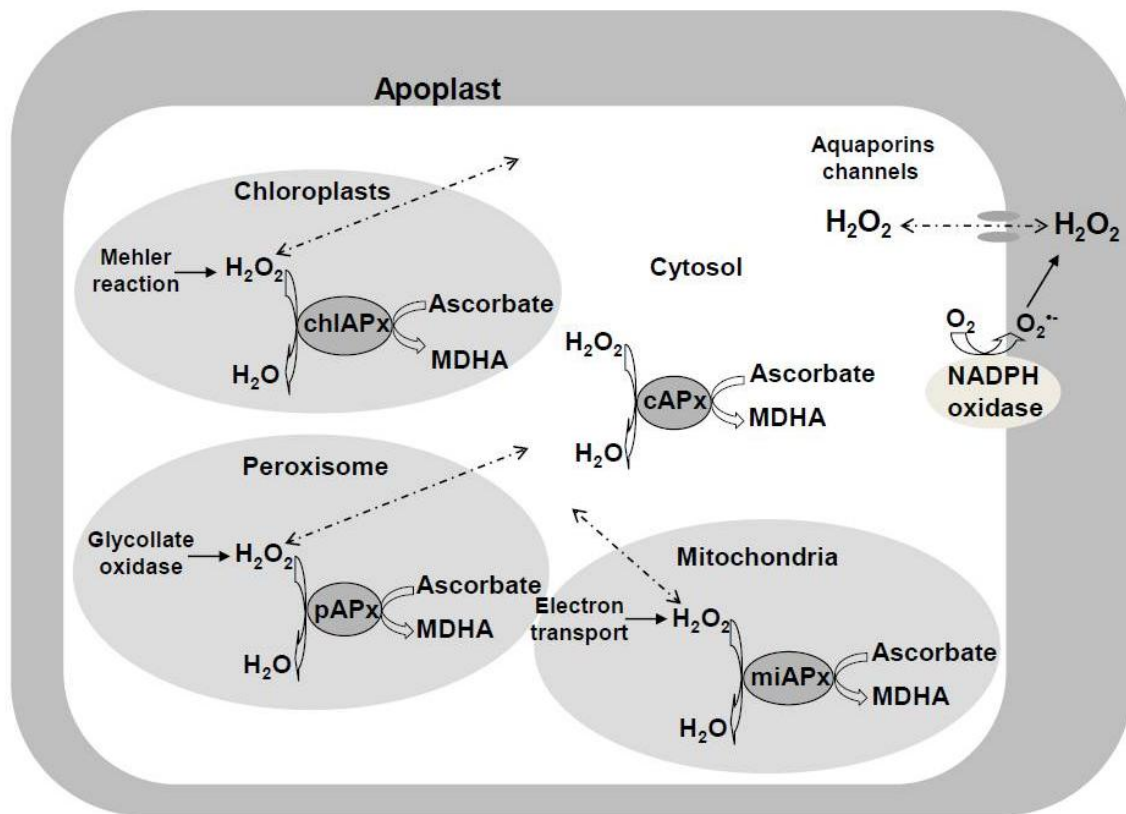 Apoplast
Aquaporins
channels
H₂O₂
H₂O₂
Chloroplasts
Mehler
reaction
H₂O₂
chlAPx
Ascorbate
MDHA
H₂O
Cytosol
H₂O₂
cAPx
Ascorbate
MDHA
H₂O
O₂
O₂•-
NADPH
oxidase
Peroxisome
Glycollate
oxidase
H₂O₂
pAPx
Ascorbate
MDHA
H₂O
Mitochondria
Electron
transport
H₂O₂
miAPx
Ascorbate
MDHA
H₂O